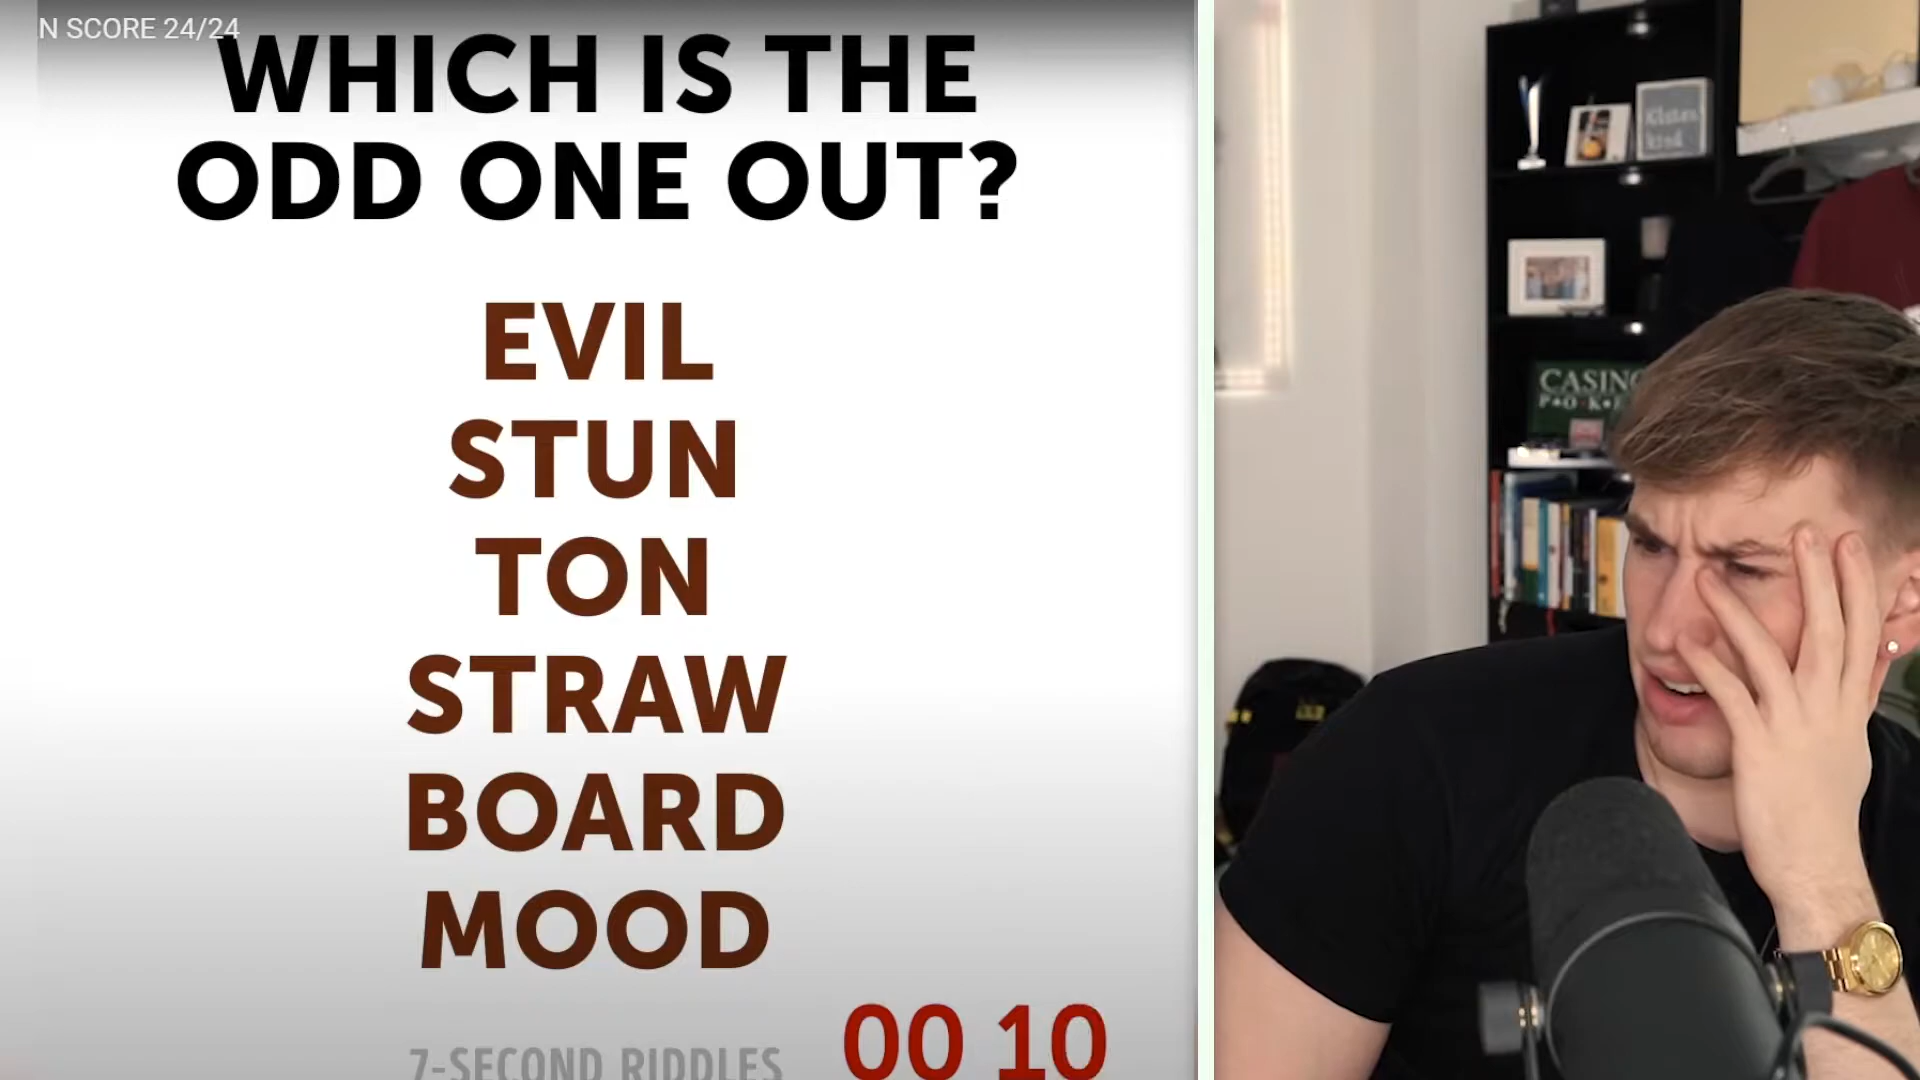 N SCORE 24/24
WHICH IS THE
ODD ONE OUT?
EVIL
STUN
TON
STRAW
BOARD
MOOD
7-SECOND RIDDLES
00 10
CASINO